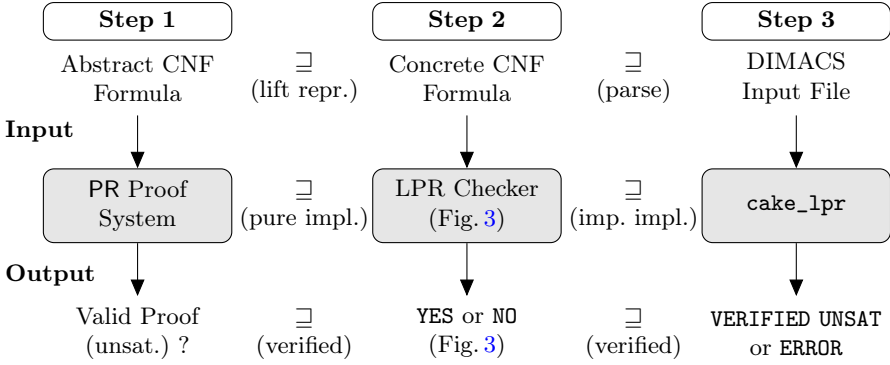 Step 1 Step 2 Step 3
Abstract CNF ⊒ Concrete CNF ⊒ DIMACS
Formula (lift repr.) Formula (parse) Input File
Input
PR Proof ⊒ LPR Checker ⊒ cake_lpr
System (pure impl.) (Fig. 3) (imp. impl.)
Output
Valid Proof ⊒ YES or NO ⊒ VERIFIED UNSAT
(unsat.) ? (verified) (Fig. 3) (verified) or ERROR